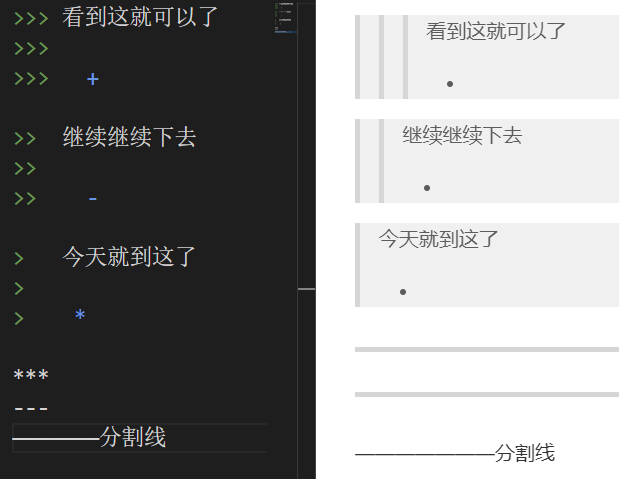 >>> 看到这就可以了
>>>
>>> +
>> 继续继续下去
>>
>> -
> 今天就到这了
>
> *
***
---
———————分割线
看到这就可以了
•
继续继续下去
•
今天就到这了
•
———————分割线